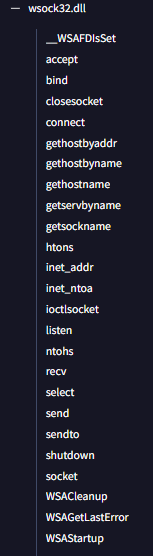 wsock32.dll
__WSAFDIsSet
accept
bind
closesocket
connect
gethostbyaddr
gethostbyname
gethostname
getservbyname
getsockname
htons
inet_addr
inet_ntoa
ioctlsocket
listen
ntohs
recv
select
send
sendto
shutdown
socket
WSACleanup
WSAGetLastError
WSAStartup